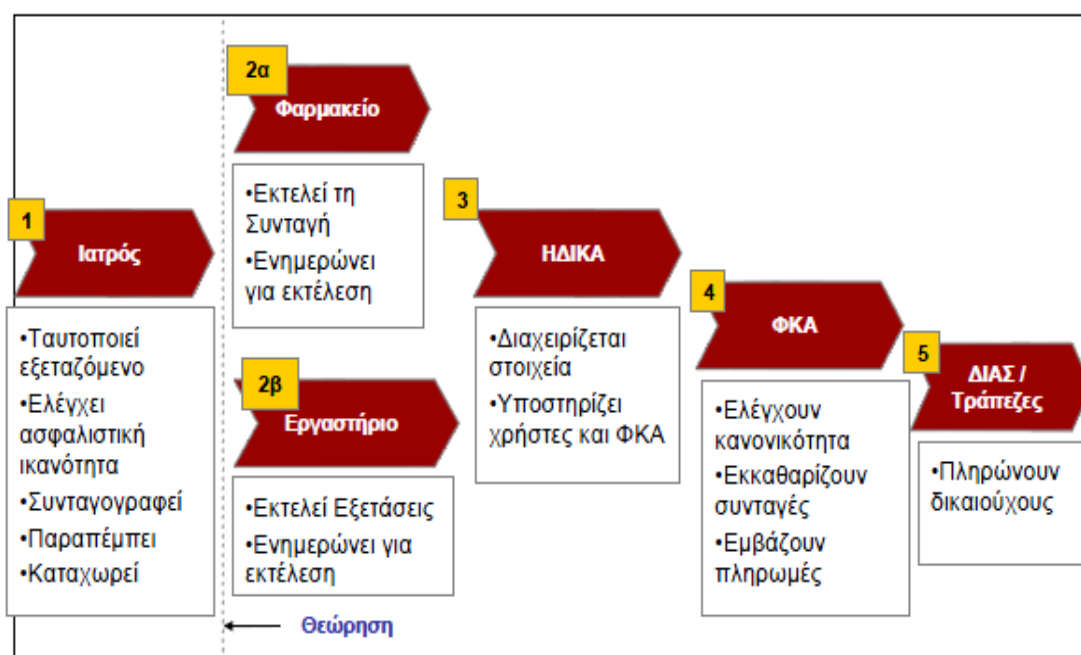 1
Ιατρός
•Ταυτοποιεί
εξεταζόμενο
•Ελέγχει
ασφαλιστική
ικανότητα
•Συνταγογραφεί
•Παραπέμπει
•Καταχωρεί
2α
Φαρμακείο
•Εκτελεί τη
Συνταγή
•Ενημερώνει
για εκτέλεση
2β
Εργαστήριο
•Εκτελεί Εξετάσεις
•Ενημερώνει για
εκτέλεση
Θεώρηση
3
ΗΔΙΚΑ
•Διαχειρίζεται
στοιχεία
•Υποστηρίζει
χρήστες και ΦΚΑ
4
ΦΚΑ
•Ελέγχουν
κανονικότητα
•Εκκαθαρίζουν
συνταγές
•Εμβάζουν
πληρωμές
5
ΔΙΑΣ /
Τράπεζες
•Πληρώνουν
δικαιούχους